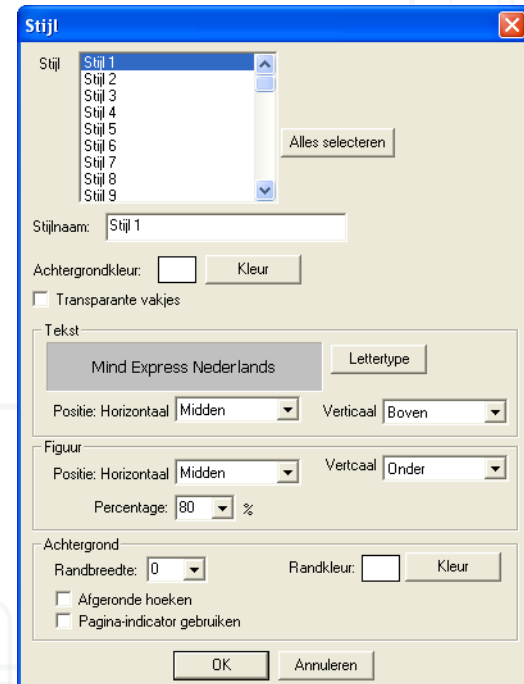 Stijl
Stijl
Stijl 1
Stijl 2
Stijl 3
Stijl 4
Stijl 5
Stijl 6
Stijl 7
Stijl 8
Stijl 9
Alles selecteren
Stijlnaam: Stijl 1
Achtergrondkleur: Kleur
Transparante vakjes
Tekst
Mind Express Nederlands Lettertype
Positie: Horizontaal Midden Verticaal Boven
Figuur
Positie: Horizontaal Midden Vertcaal Onder
Percentage: 80 %
Achtergrond
Randbreedte: 0 Randkleur: Kleur
Afgeronde hoeken
Pagina-indicator gebruiken
OK Annuleren